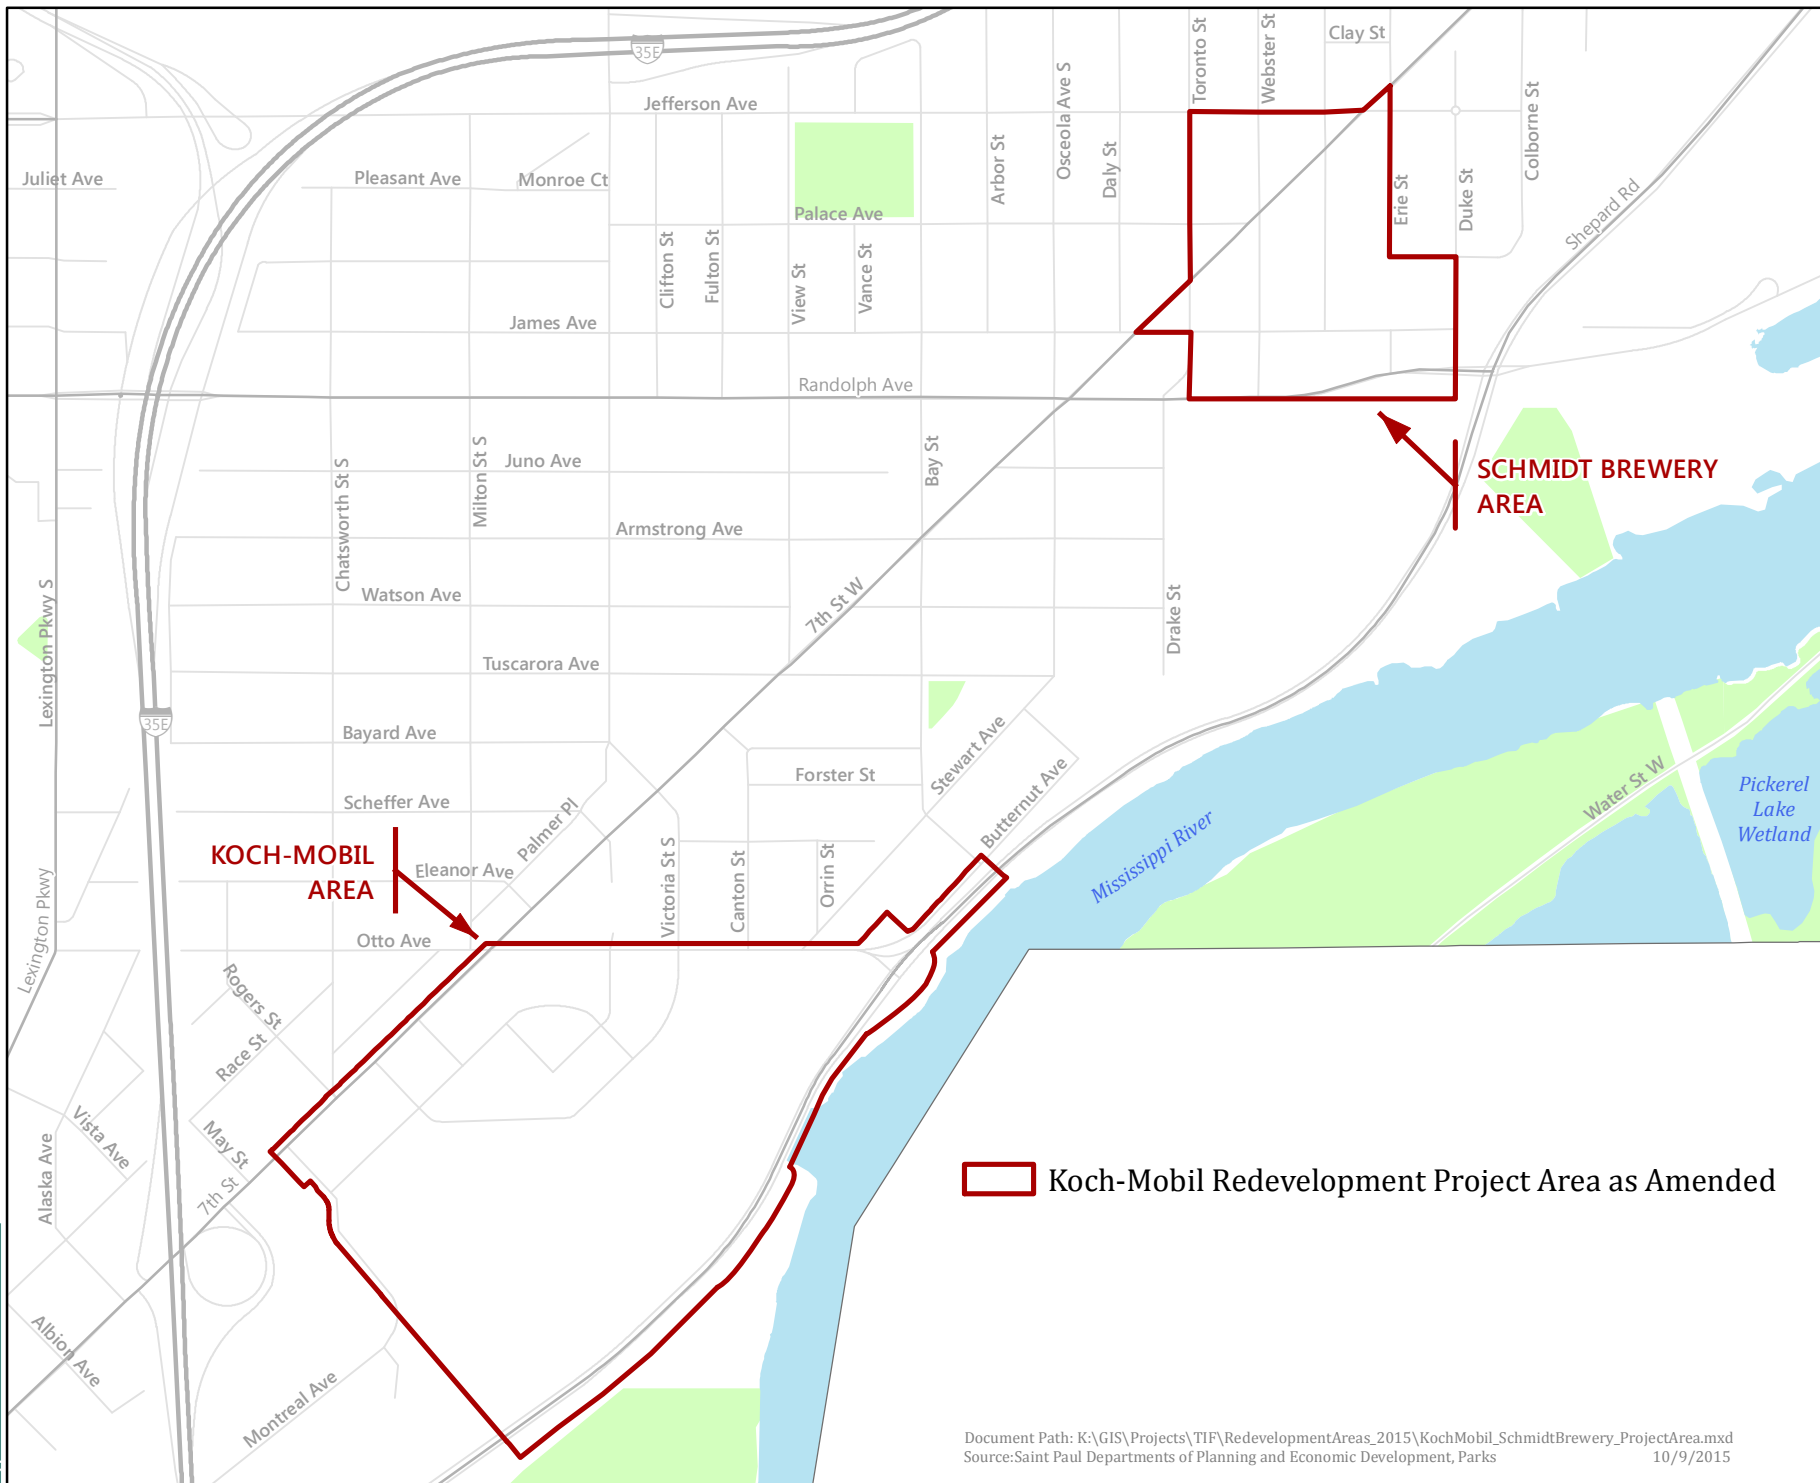 35E
Jefferson Ave
Toronto St
Webster St
Clay St
Juliet Ave
Pleasant Ave
Monroe Ct
Palace Ave
Clifton St
Fulton St
View St
Vance St
Arbor St
Osceola Ave S
Daly St
Erie St
Duke St
Colborne St
Shepard Rd
James Ave
Randolph Ave
Juno Ave
Chatsworth St S
Milton St S
Bay St
SCHMIDT BREWERY
AREA
Armstrong Ave
Watson Ave
7th St W
Drake St
Lexington Pkwy S
Tuscarora Ave
35E
Bayard Ave
Stewart Ave
Forster St
Butternut Ave
Scheffer Ave
Palmer Pl
Water St W
Pickerel
Lake
Wetland
Mississippi River
KOCH-MOBIL
AREA
Eleanor Ave
Victoria St S
Canton St
Orrin St
Otto Ave
Lexington Pkwy
Rogers St
Race St
Vista Ave
May St
7th St
Alaska Ave
Koch-Mobil Redevelopment Project Area as Amended
Albion Ave
Montreal Ave
Document Path: K:\GIS\Projects\TIF\RedevelopmentAreas_2015\KochMobil_SchmidtBrewery_ProjectArea.mxd
Source:Saint Paul Departments of Planning and Economic Development, Parks 10/9/2015